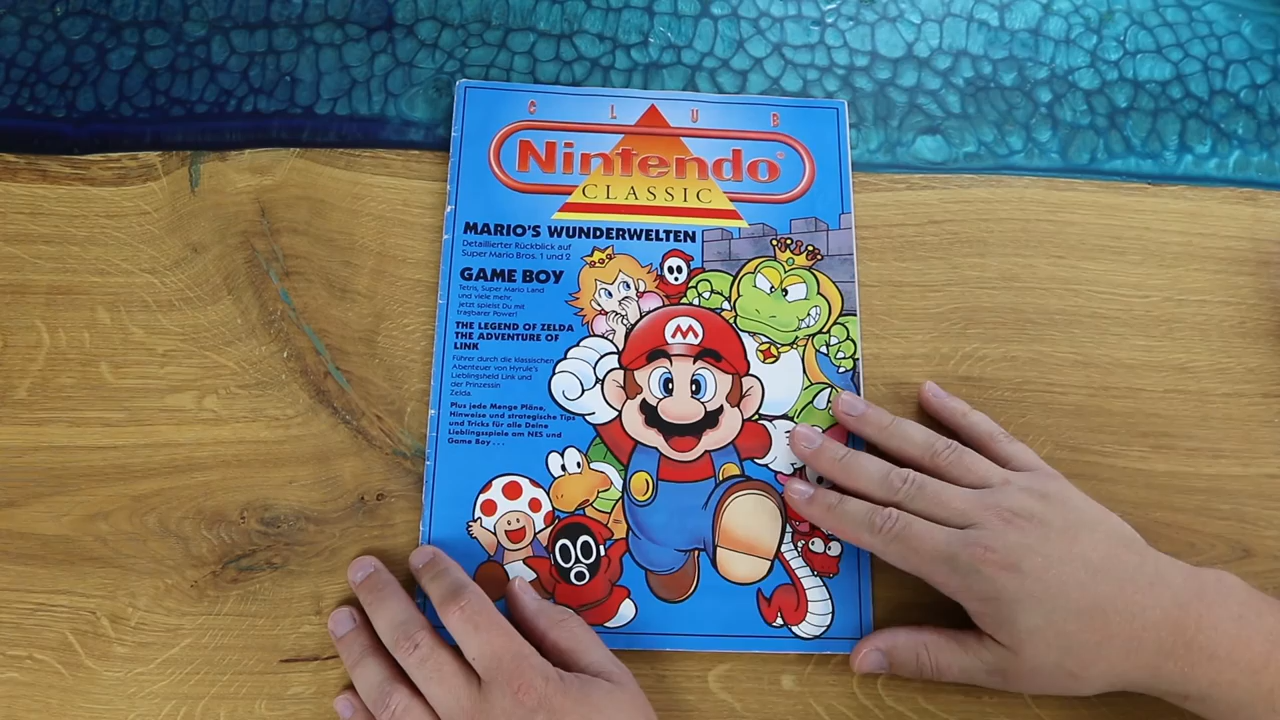 CLUB
Nintendo®
CLASSIC
MARIO'S WUNDERWELTEN
Detaillierter Rückblick auf
Super Mario Bros. 1 und 2
GAME BOY
Tetris, Super Mario Land
und viele mehr,
jetzt spielst Du mit
tragbarer Power!
THE LEGEND OF ZELDA
THE ADVENTURE OF
LINK
Führer durch die klassischen
Abenteuer von Hyrule's
Lieblingsheld Link und
der Prinzessin
Zelda.
Plus jede Menge Pläne,
Hinweise und strategische Tips
und Tricks für alle Deine
Lieblingsspiele am NES und
Game Boy...
M